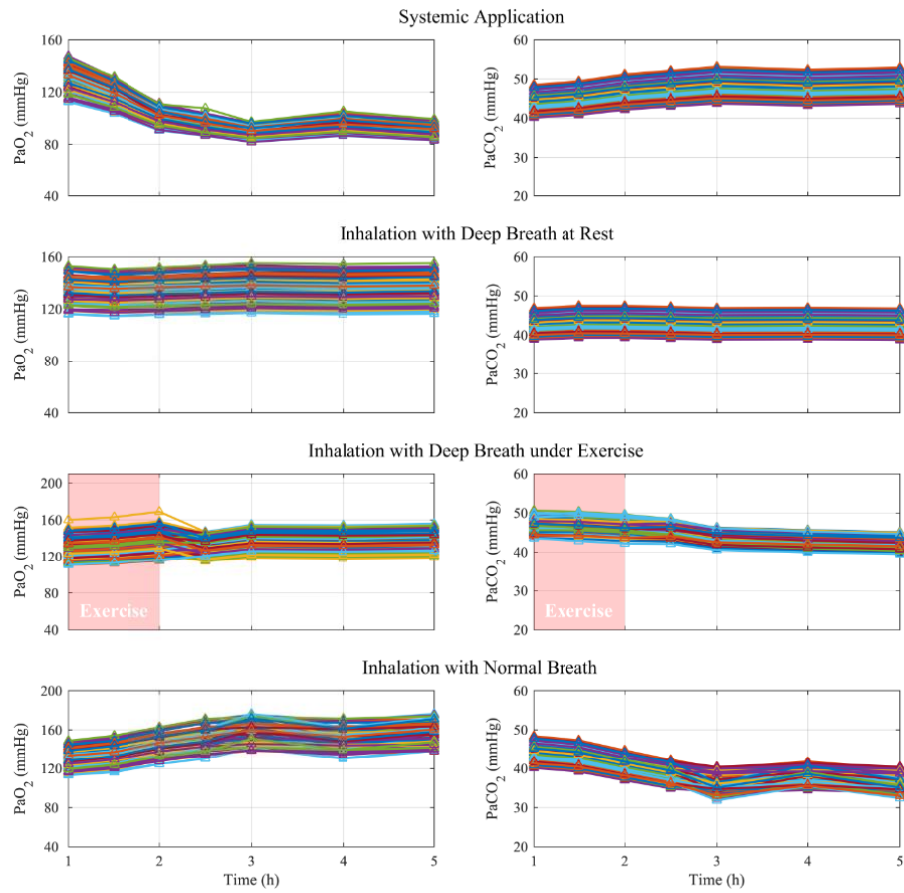 Systemic Application
160
120
80
40
PaO2 (mmHg)
60
50
40
30
20
PaCO2 (mmHg)
Inhalation with Deep Breath at Rest
160
120
80
40
PaO2 (mmHg)
60
50
40
30
20
PaCO2 (mmHg)
Inhalation with Deep Breath under Exercise
200
160
120
80
40
PaO2 (mmHg)
Exercise
60
50
40
30
20
PaCO2 (mmHg)
Exercise
Inhalation with Normal Breath
200
160
120
80
40
PaO2 (mmHg)
1 2 3 4 5
Time (h)
60
50
40
30
20
PaCO2 (mmHg)
1 2 3 4 5
Time (h)